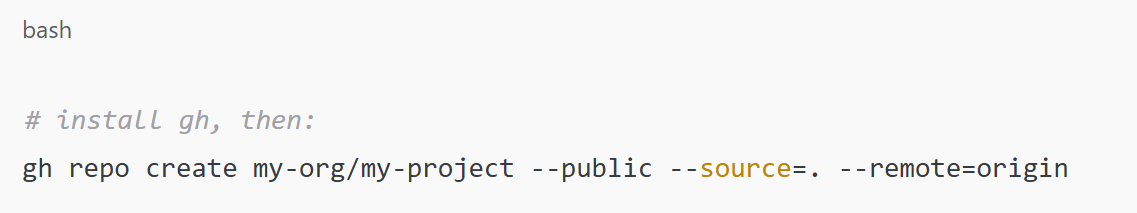 bash
# install gh, then:
gh repo create my-org/my-project --public --source=. --remote=origin